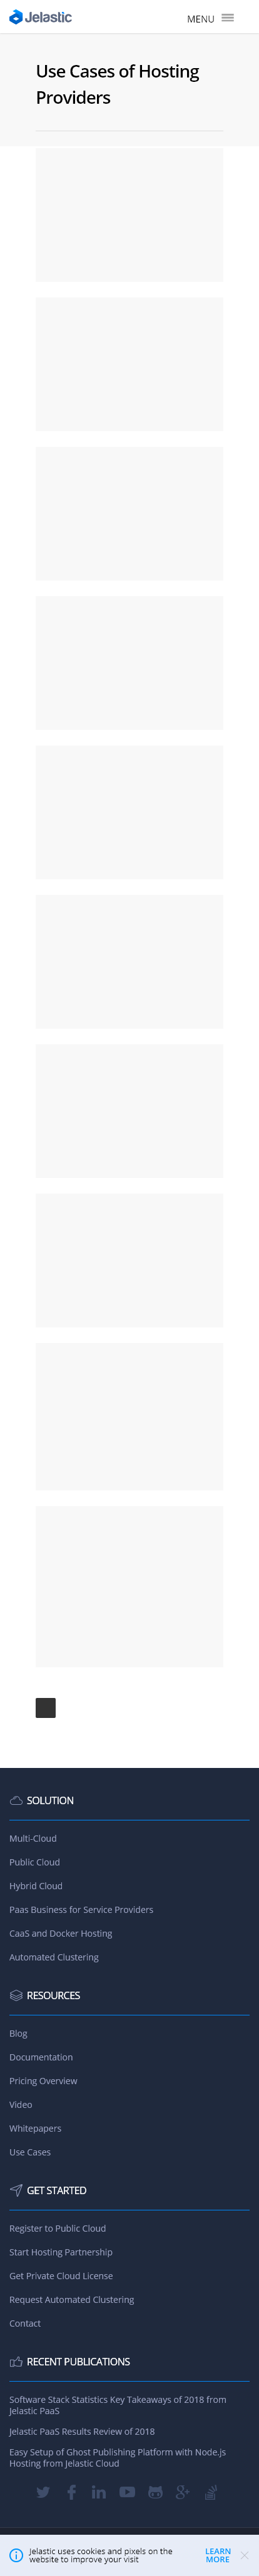 Jelastic
MENU
Use Cases of Hosting
Providers
SOLUTION
Multi-Cloud
Public Cloud
Hybrid Cloud
Paas Business for Service Providers
CaaS and Docker Hosting
Automated Clustering
RESOURCES
Blog
Documentation
Pricing Overview
Video
Whitepapers
Use Cases
GET STARTED
Register to Public Cloud
Start Hosting Partnership
Get Private Cloud License
Request Automated Clustering
Contact
RECENT PUBLICATIONS
Software Stack Statistics Key Takeaways of 2018 from
Jelastic PaaS
Jelastic PaaS Results Review of 2018
Easy Setup of Ghost Publishing Platform with Node.js
Hosting from Jelastic Cloud
Jelastic uses cookies and pixels on the
website to improve your visit
LEARN
MORE